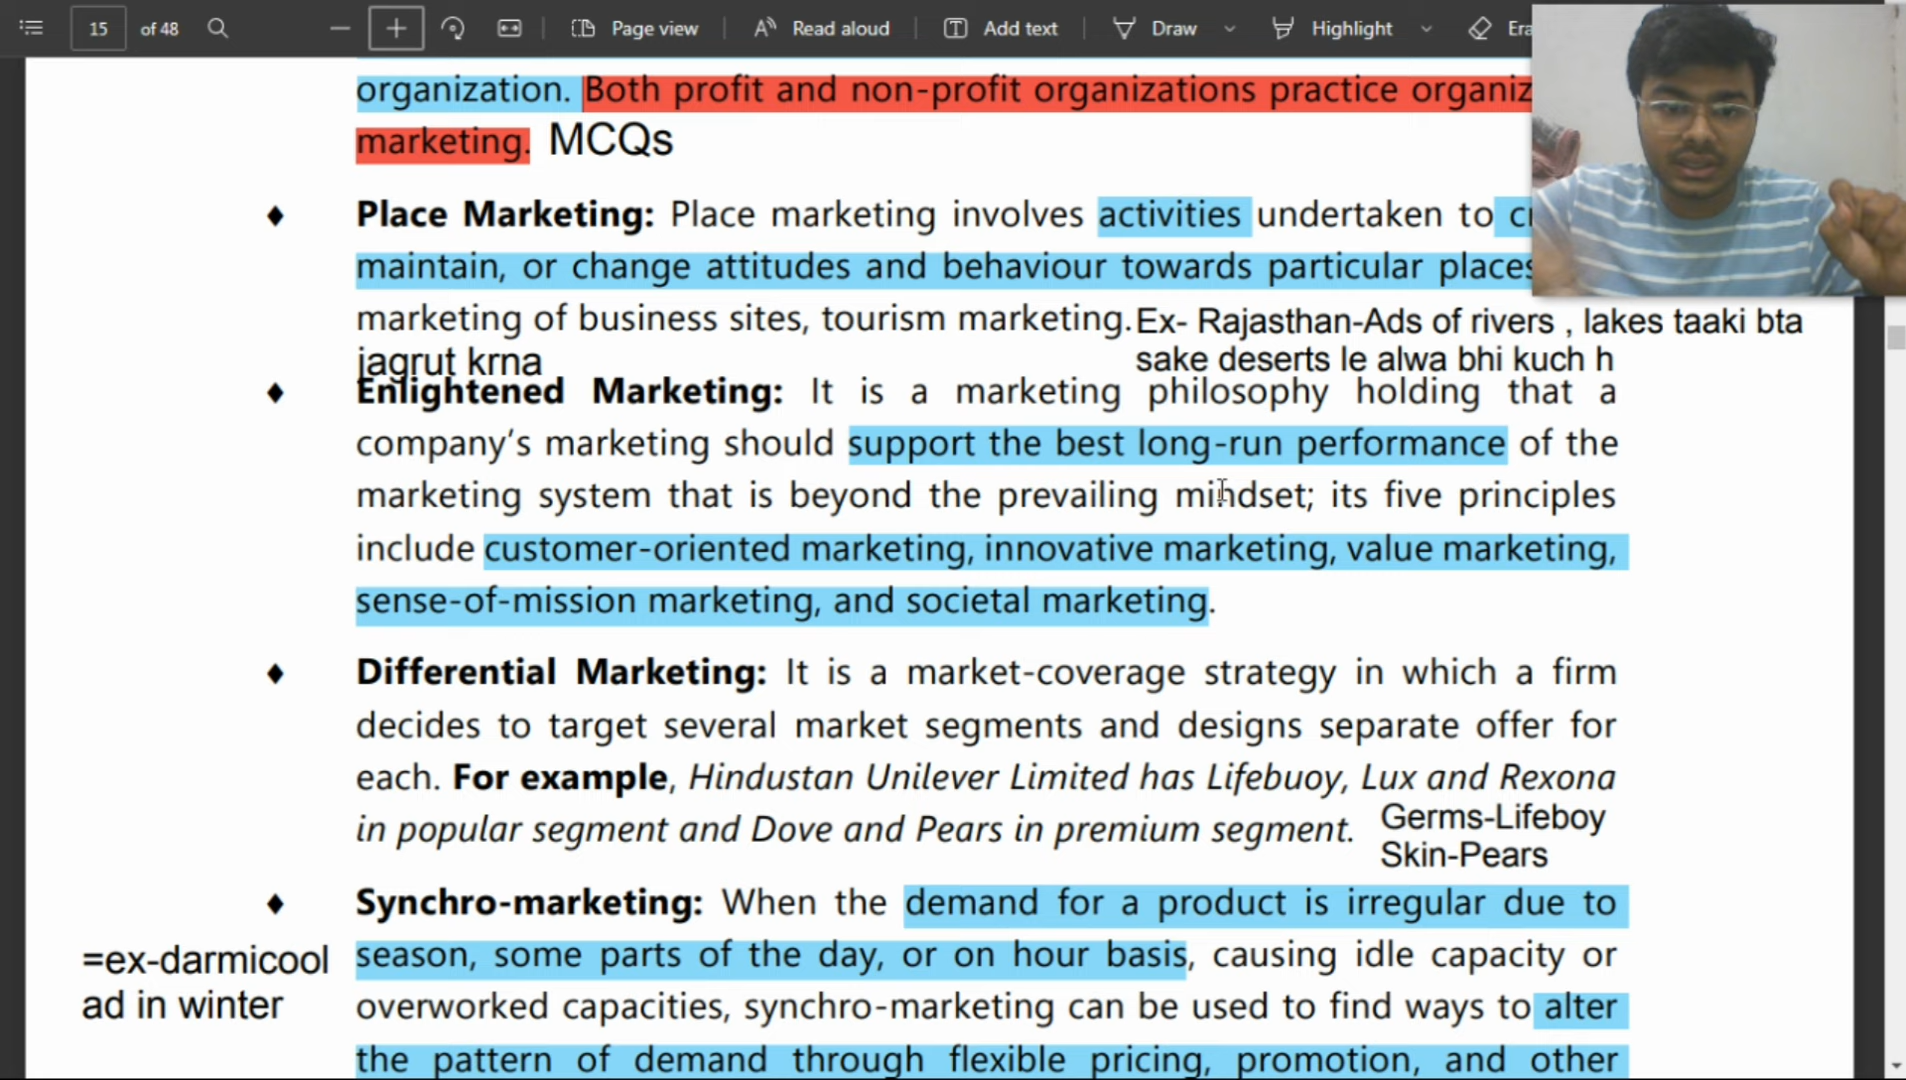 15 of 48 Page view Read aloud Add text Draw Highlight Era
organization. Both profit and non-profit organizations practice organiz
marketing. MCQs
♦ Place Marketing: Place marketing involves activities undertaken to
maintain, or change attitudes and behaviour towards particular places
marketing of business sites, tourism marketing. Ex- Rajasthan-Ads of rivers , lakes taaki bta
sake deserts le alwa bhi kuch h
jagrut krna
♦ Enlightened Marketing: It is a marketing philosophy holding that a
company's marketing should support the best long-run performance of the
marketing system that is beyond the prevailing mindset; its five principles
include customer-oriented marketing, innovative marketing, value marketing,
sense-of-mission marketing, and societal marketing.
♦ Differential Marketing: It is a market-coverage strategy in which a firm
decides to target several market segments and designs separate offer for
each. For example, Hindustan Unilever Limited has Lifebuoy, Lux and Rexona
in popular segment and Dove and Pears in premium segment. Germs-Lifeboy
Skin-Pears
♦ Synchro-marketing: When the demand for a product is irregular due to
=ex-darmicool season, some parts of the day, or on hour basis, causing idle capacity or
ad in winter overworked capacities, synchro-marketing can be used to find ways to alter
the pattern of demand through flexible pricing, promotion, and other